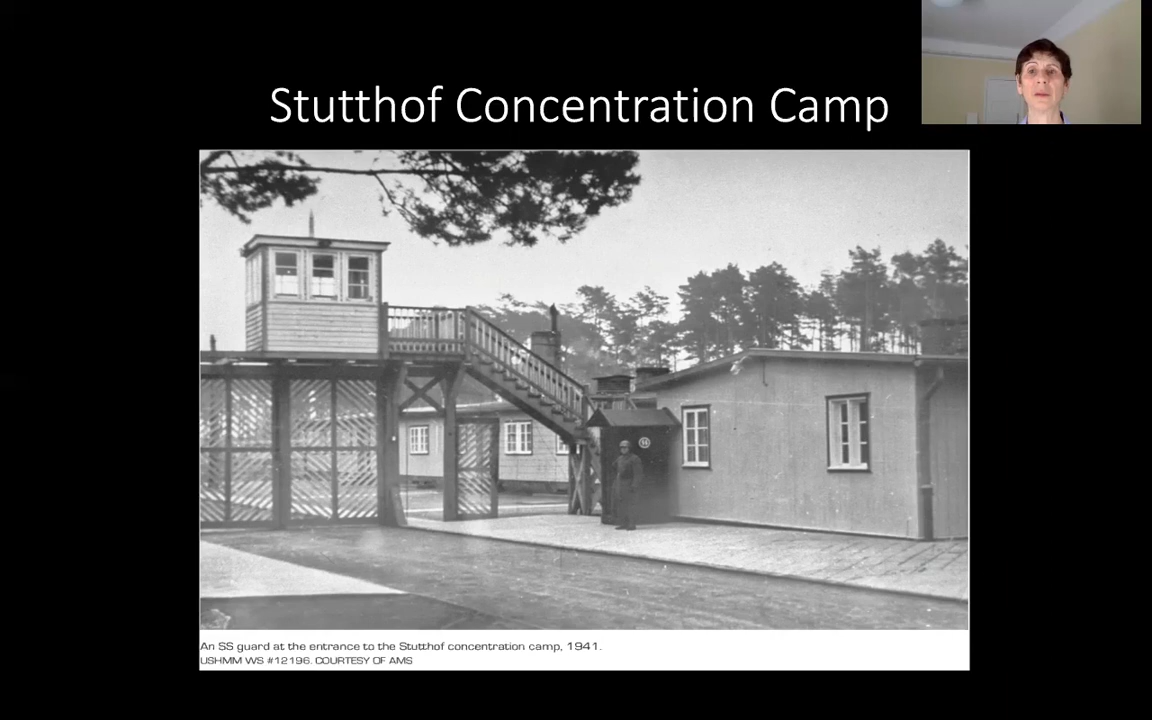 Stutthof Concentration Camp
An SS guard at the entrance to the Stutthof concentration camp, 1941.
USHMM WS #12196. COURTESY OF AMS